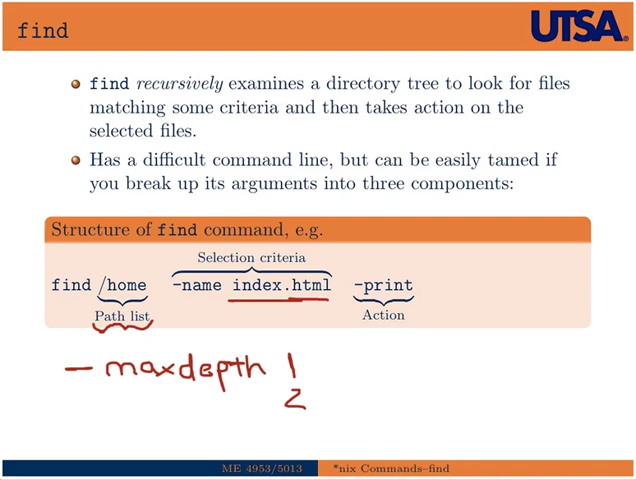 find
UTSA
find recursively examines a directory tree to look for files
matching some criteria and then takes action on the
selected files.
Has a difficult command line, but can be easily tamed if
you break up its arguments into three components:
Structure of find command, e.g.
Selection criteria
find /home -name index.html -print
Path list Action
- maxdepth 1
2
ME 4953/5013 *nix Commands–find